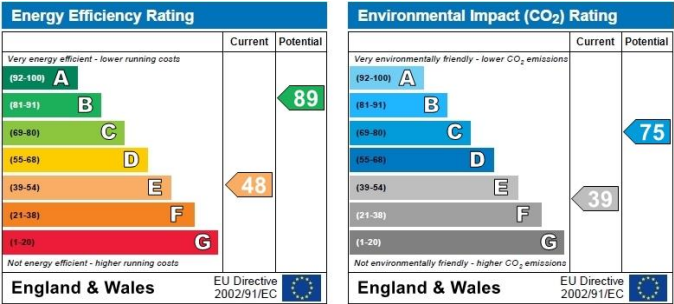 Energy Efficiency Rating
Current Potential
Very energy efficient - lower running costs
(92-100) A
(81-91) B
(69-80) C
(55-68) D
(39-54) E
(21-38) F
(1-20) G
89
48
Not energy efficient - higher running costs
England & Wales
EU Directive
2002/91/EC
Environmental Impact (CO₂) Rating
Current Potential
Very environmentally friendly - lower CO₂ emissions
(92-100) A
(81-91) B
(69-80) C
(55-68) D
(39-54) E
(21-38) F
(1-20) G
75
39
Not environmentally friendly - higher CO₂ emissions
England & Wales
EU Directive
2002/91/EC